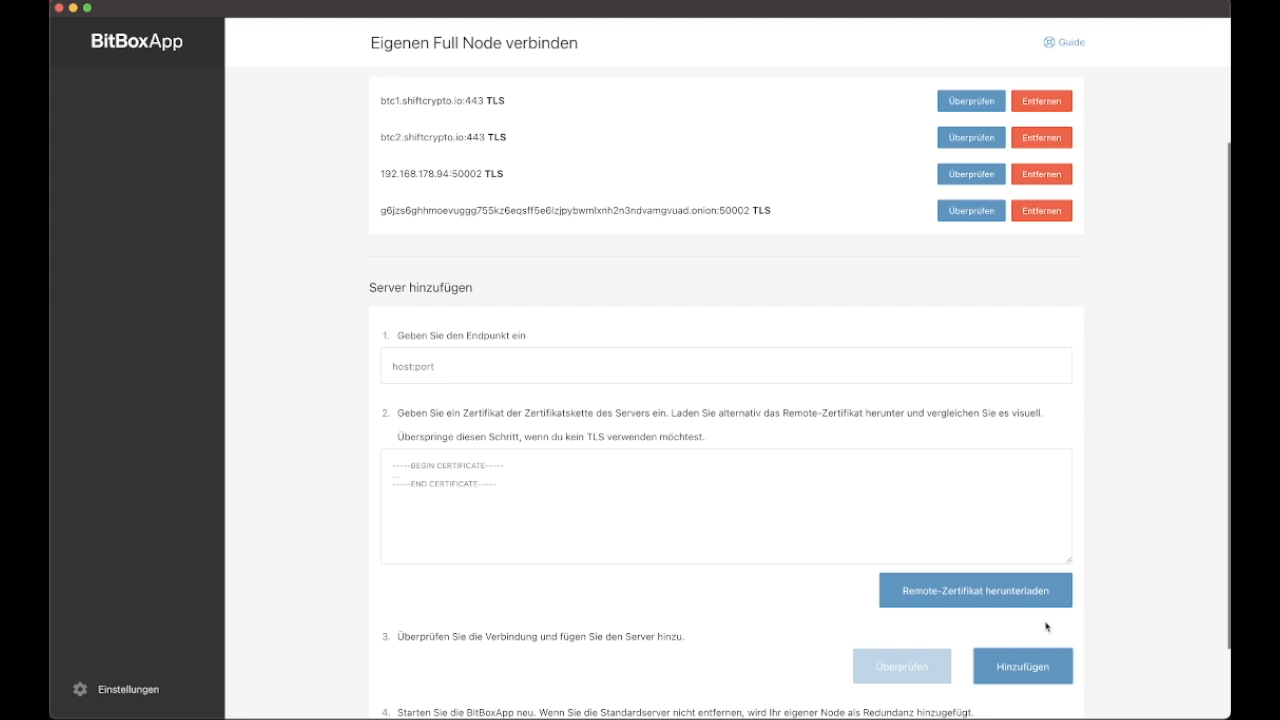 BitBoxApp
Eigenen Full Node verbinden
Guide
btc1.shiftcrypto.io:443 TLS
Überprüfen
Entfernen
btc2.shiftcrypto.io:443 TLS
Überprüfen
Entfernen
192.168.178.94:50002 TLS
Überprüfen
Entfernen
g6jzs6ghhmoevuggg755kz6eqsff5e6lzjpybwmlxnh2n3ndvamgvuad.onion:50002 TLS
Überprüfen
Entfernen
Server hinzufügen
1. Geben Sie den Endpunkt ein
host:port
2. Geben Sie ein Zertifikat der Zertifikatskette des Servers ein. Laden Sie alternativ das Remote-Zertifikat herunter und vergleichen Sie es visuell.
Überspringe diesen Schritt, wenn du kein TLS verwenden möchtest.
-----BEGIN CERTIFICATE-----
...
-----END CERTIFICATE-----
Remote-Zertifikat herunterladen
3. Überprüfen Sie die Verbindung und fügen Sie den Server hinzu.
Überprüfen
Hinzufügen
Einstellungen
4. Starten Sie die BitBoxApp neu. Wenn Sie die Standardserver nicht entfernen, wird Ihr eigener Node als Redundanz hinzugefügt.